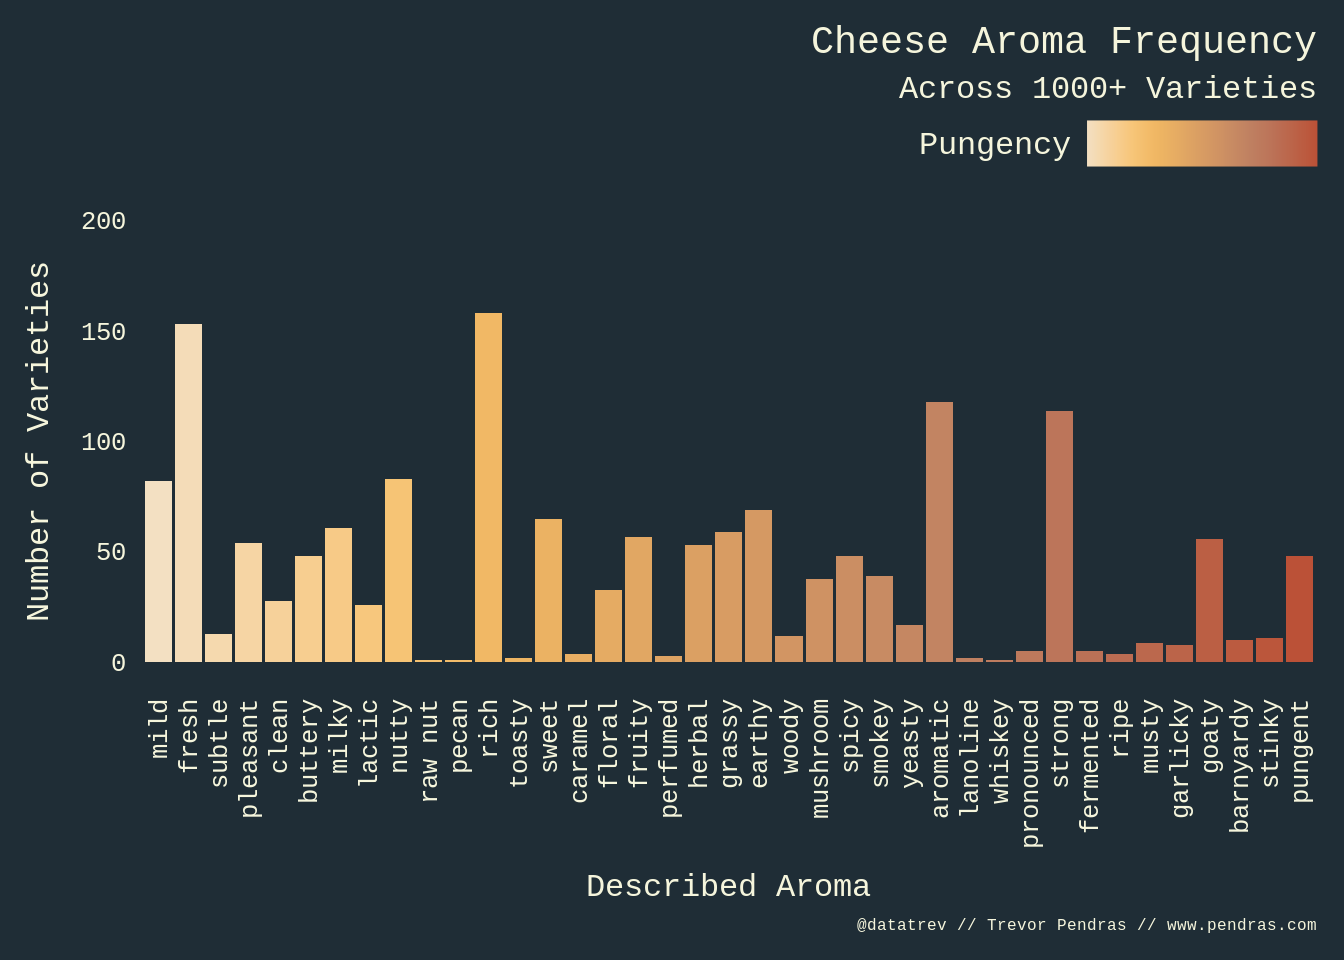 Cheese Aroma Frequency
Across 1000+ Varieties
Pungency
Number of Varieties
200
150
100
50
0
mild
fresh
subtle
pleasant
clean
buttery
milky
lactic
nutty
raw nut
pecan
rich
toasty
sweet
caramel
floral
fruity
perfumed
herbal
grassy
earthy
woody
mushroom
spicy
smokey
yeasty
aromatic
lanoline
whiskey
pronounced
strong
fermented
ripe
musty
garlicky
goaty
barnyardy
stinky
pungent
Described Aroma
@datatrev // Trevor Pendras // www.pendras.com